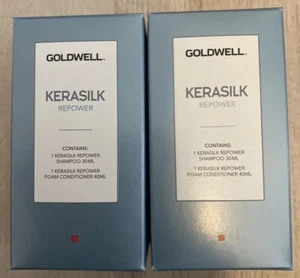 GOLDWELL.
KERASILK
REPOWER
CONTAINS:
1 KERASILK REPOWER
SHAMPOO 30ML
1 KERASILK REPOWER
FOAM CONDITIONER 40ML
GOLDWELL.
KERASILK
REPOWER
CONTAINS:
1 KERASILK REPOWER
SHAMPOO 30ML
1 KERASILK REPOWER
FOAM CONDITIONER 40ML